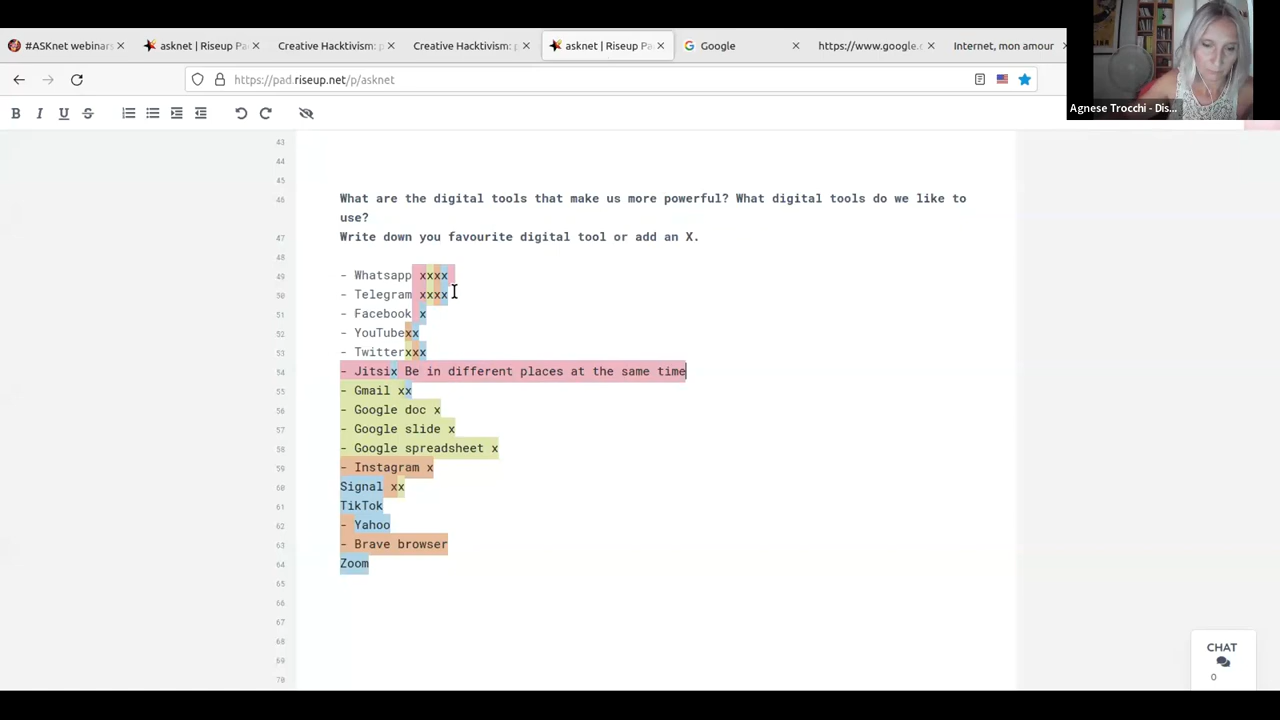 #ASKnet webinar
asknet | Riseup Pa
Creative Hacktivism: p
Creative Hacktivism: p
asknet | Riseup Pa
Google
https://www.google.c
Internet, mon amour
https://pad.riseup.net/p/asknet
Agnese Trocchi - Dis...
B I U S
43
44
45
46 What are the digital tools that make us more powerful? What digital tools do we like to
use?
47 Write down you favourite digital tool or add an X.
48
49 - Whatsapp xxxx
50 - Telegram xxxx
51 - Facebook x
52 - YouTubexx
53 - Twitterxxx
54 - Jitsix Be in different places at the same time
55 - Gmail xx
56 - Google doc x
57 - Google slide x
58 - Google spreadsheet x
59 - Instagram x
60 Signal xx
61 TikTok
62 - Yahoo
63 - Brave browser
64 Zoom
65
66
67
68
69
70
CHAT
0